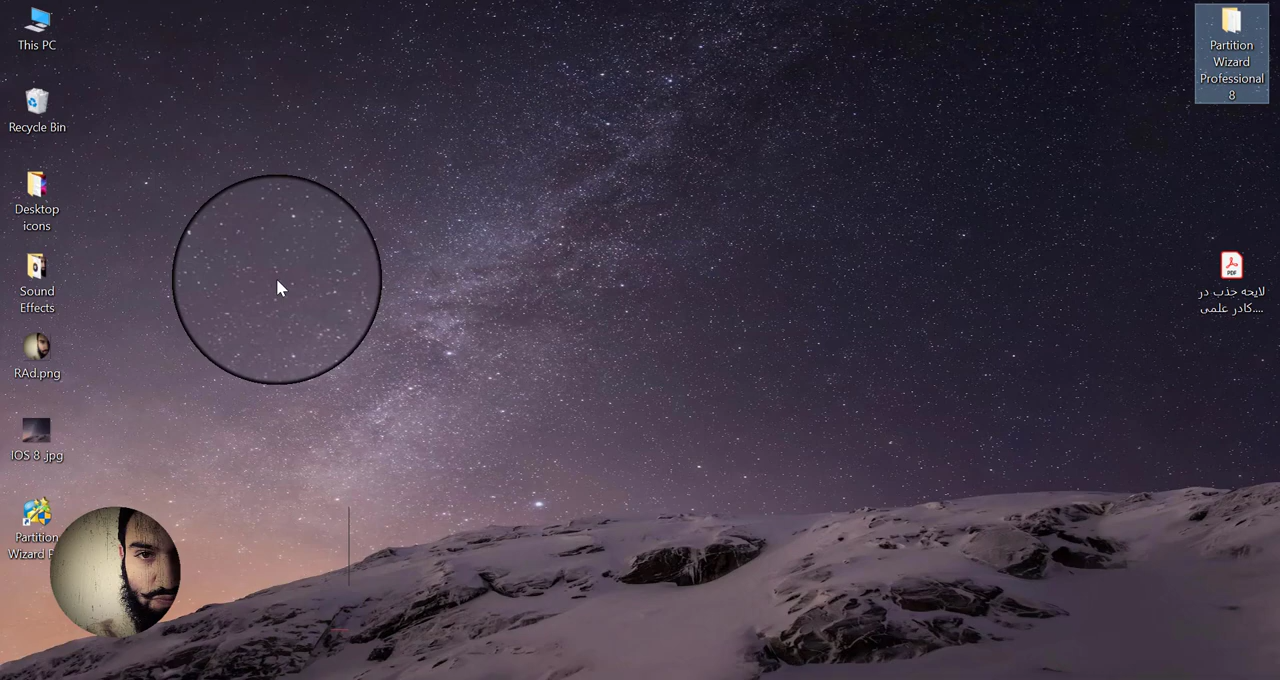 This PC
Recycle Bin
Desktop
icons
Sound
Effects
RAd.png
IOS 8 .jpg
Partition
Wizard
Partition
Wizard
Professional
8
PDF
لایحه جذب در
کادر علمی....